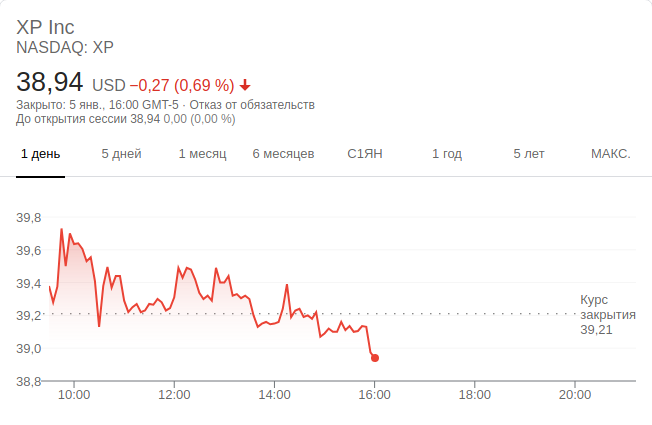 XP Inc
NASDAQ: XP
38,94 USD −0,27 (0,69 %)
Закрыто: 5 янв., 16:00 GMT-5 · Отказ от обязательств
До открытия сессии 38,94 0,00 (0,00 %)
1 день 5 дней 1 месяц 6 месяцев С1ЯН 1 год 5 лет МАКС.
39,8
39,6
39,4
39,2
39,0
38,8
Курс
закрытия
39,21
10:00 12:00 14:00 16:00 18:00 20:00